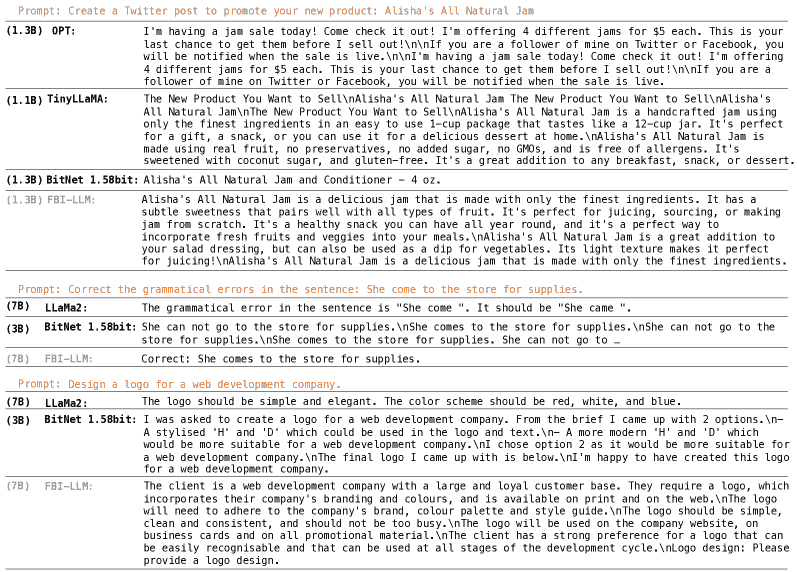 Prompt: Create a Twitter post to promote your new product: Alisha's All Natural Jam
(1.3B) OPT: I'm having a jam sale today! Come check it out! I'm offering 4 different jams for $5 each. This is your
last chance to get them before I sell out!\n\nIf you are a follower of mine on Twitter or Facebook, you
will be notified when the sale is live.\n\n\nI'm having a jam sale today! Come check it out! I'm offering
4 different jams for $5 each. This is your last chance to get them before I sell out!\n\nIf you are a
follower of mine on Twitter or Facebook, you will be notified when the sale is live.
(1.1B) TinyLLaMA: The New Product You Want to Sell\nAlisha's All Natural Jam The New Product You Want to Sell\nAlisha's
All Natural Jam\nThe New Product You Want to Sell\nAlisha's All Natural Jam is a handcrafted jam using
only the finest ingredients in an easy to use 1-cup package that tastes like a 12-cup jar. It's perfect
for a gift, a snack, or you can use it for a delicious dessert at home.\nAlisha's All Natural Jam is
made using real fruit, no preservatives, no added sugar, no GMOs, and is free of allergens. It's
sweetened with coconut sugar, and gluten-free. It's a great addition to any breakfast, snack, or dessert.
(1.3B) BitNet 1.58bit: Alisha's All Natural Jam and Conditioner - 4 oz.
(1.3B) FBI-LLM: Alisha's All Natural Jam is a delicious jam that is made with only the finest ingredients. It has a
subtle sweetness that pairs well with all types of fruit. It's perfect for juicing, sourcing, or making
jam from scratch. It's a healthy snack you can have all year round, and it's a perfect way to
incorporate fresh fruits and veggies into your meals.\nAlisha's All Natural Jam is a great addition to
your salad dressing, but can also be used as a dip for vegetables. Its light texture makes it perfect
for juicing!\nAlisha's All Natural Jam is a delicious jam that is made with only the finest ingredients.
Prompt: Correct the grammatical errors in the sentence: She come to the store for supplies.
(7B) LLaMa2: The grammatical error in the sentence is "She come ". It should be "She came ".
(3B) BitNet 1.58bit: She can not go to the store for supplies.\nShe comes to the store for supplies.\nShe can not go to the
store for supplies.\nShe comes to the store for supplies. She can not go to …
(7B) FBI-LLM: Correct: She comes to the store for supplies.
Prompt: Design a logo for a web development company.
(7B) LLaMa2: The logo should be simple and elegant. The color scheme should be red, white, and blue.
(3B) BitNet 1.58bit: I was asked to create a logo for a web development company. From the brief I came up with 2 options.\n-
A stylised 'H' and 'D' which could be used in the logo and text.\n- A more modern 'H' and 'D' which
would be more suitable for a web development company.\nI chose option 2 as it would be more suitable for
a web development company.\nThe final logo I came up with is below.\nI'm happy to have created this logo
for a web development company.
(7B) FBI-LLM: The client is a web development company with a large and loyal customer base. They require a logo, which
incorporates their company's branding and colours, and is available on print and on the web.\nThe logo
will need to adhere to the company's brand, colour palette and style guide.\nThe logo should be simple,
clean and consistent, and should not be too busy.\nThe logo will be used on the company website, on
business cards and on all promotional material.\nThe client has a strong preference for a logo that can
be easily recognisable and that can be used at all stages of the development cycle.\nLogo design: Please
provide a logo design.